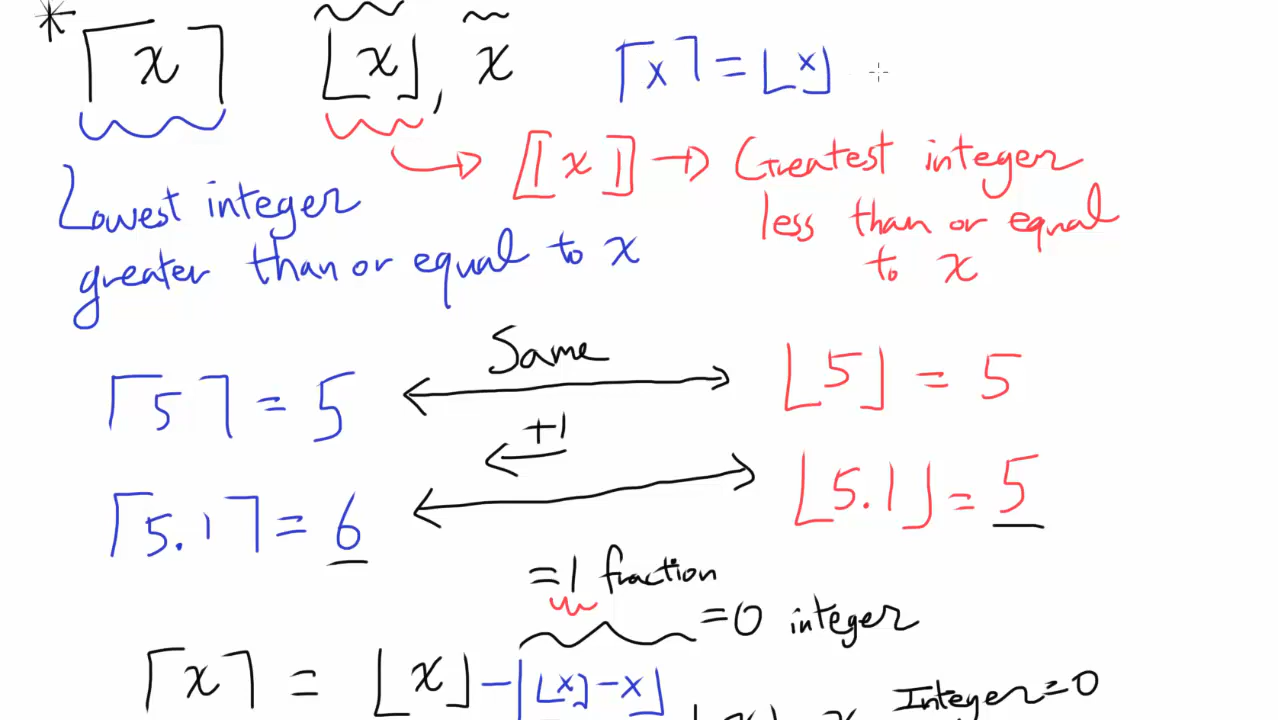 * ⌈x⌉ ⌊x⌋, x ⌈x⌉ = ⌊x⌋
⟦x⟧ → Greatest integer
less than or equal
to x
Lowest integer
greater than or equal to x
⌈5⌉ = 5 Same ⌊5⌋ = 5
+1
⌈5.1⌉ = 6 ⌊5.1⌋ = 5
=1 fraction
=0 integer
⌈x⌉ = ⌊x⌋ - ⌊⌊x⌋ - x⌋
Integer=0